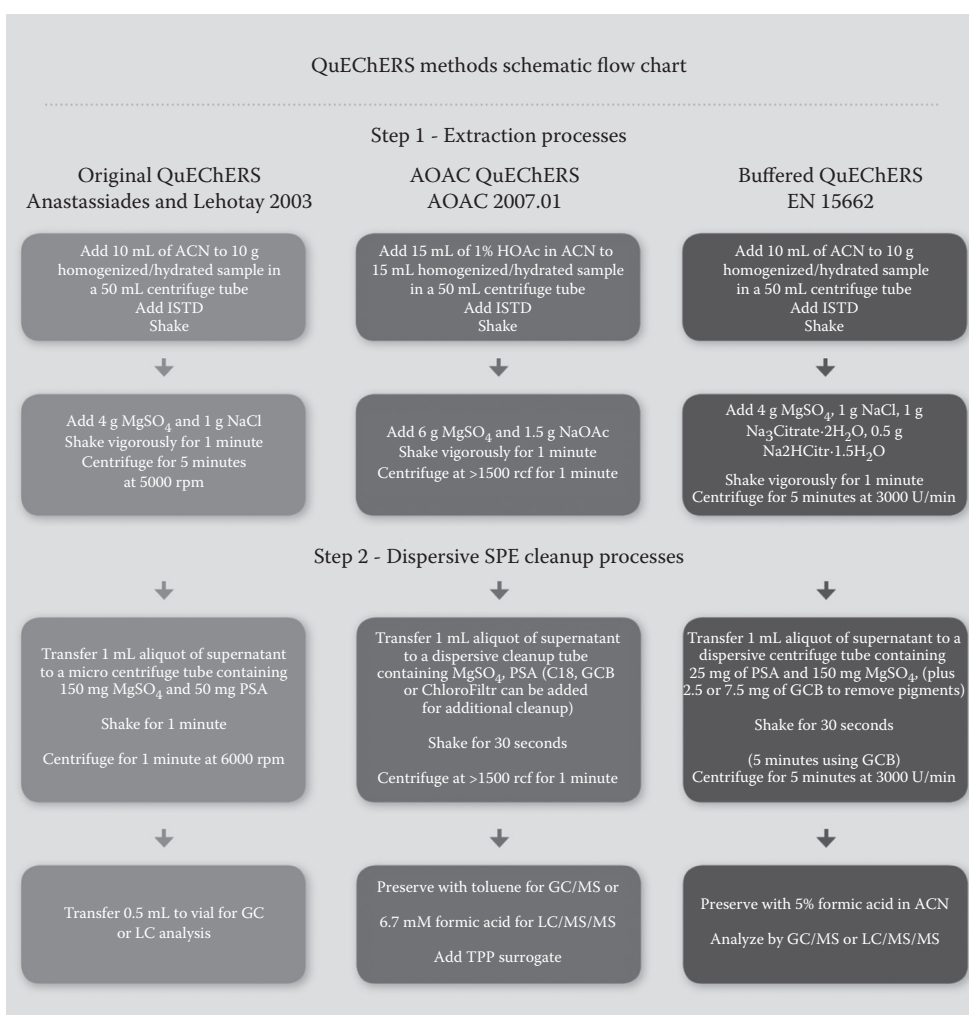 QuEChERS methods schematic flow chart
Step 1 - Extraction processes
Original QuEChERS
Anastassiades and Lehotay 2003
AOAC QuEChERS
AOAC 2007.01
Buffered QuEChERS
EN 15662
Add 10 mL of ACN to 10 g
homogenized/hydrated sample in
a 50 mL centrifuge tube
Add ISTD
Shake
Add 15 mL of 1% HOAc in ACN to
15 mL homogenized/hydrated sample
in a 50 mL centrifuge tube
Add ISTD
Shake
Add 10 mL of ACN to 10 g
homogenized/hydrated sample
in a 50 mL centrifuge tube
Add ISTD
Shake
Add 4 g MgSO₄ and 1 g NaCl
Shake vigorously for 1 minute
Centrifuge for 5 minutes
at 5000 rpm
Add 6 g MgSO₄ and 1.5 g NaOAc
Shake vigorously for 1 minute
Centrifuge at >1500 rcf for 1 minute
Add 4 g MgSO₄, 1 g NaCl, 1 g
Na₃Citrate·2H₂O, 0.5 g
Na2HCitr·1.5H₂O
Shake vigorously for 1 minute
Centrifuge for 5 minutes at 3000 U/min
Step 2 - Dispersive SPE cleanup processes
Transfer 1 mL aliquot of supernatant
to a micro centrifuge tube containing
150 mg MgSO₄ and 50 mg PSA
Shake for 1 minute
Centrifuge for 1 minute at 6000 rpm
Transfer 1 mL aliquot of supernatant
to a dispersive cleanup tube
containing MgSO₄, PSA (C18, GCB
or ChloroFiltr can be added
for additional cleanup)
Shake for 30 seconds
Centrifuge at >1500 rcf for 1 minute
Transfer 1 mL aliquot of supernatant to a
dispersive centrifuge tube containing
25 mg of PSA and 150 mg MgSO₄, (plus
2.5 or 7.5 mg of GCB to remove pigments)
Shake for 30 seconds
(5 minutes using GCB)
Centrifuge for 5 minutes at 3000 U/min
Transfer 0.5 mL to vial for GC
or LC analysis
Preserve with toluene for GC/MS or
6.7 mM formic acid for LC/MS/MS
Add TPP surrogate
Preserve with 5% formic acid in ACN
Analyze by GC/MS or LC/MS/MS